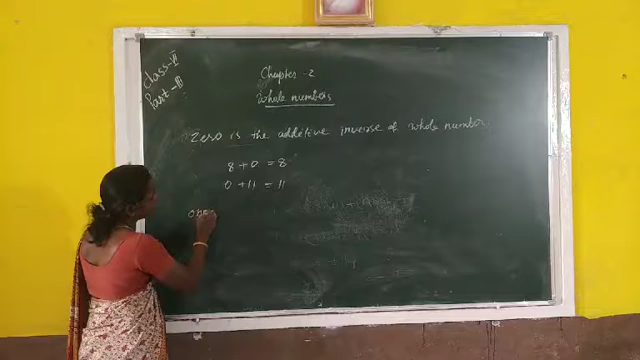 Class-VI
Part-III
Chapter-2
Whole numbers
Zero is the additive inverse of whole number
8 + 0 = 8
0 + 11 = 11
one